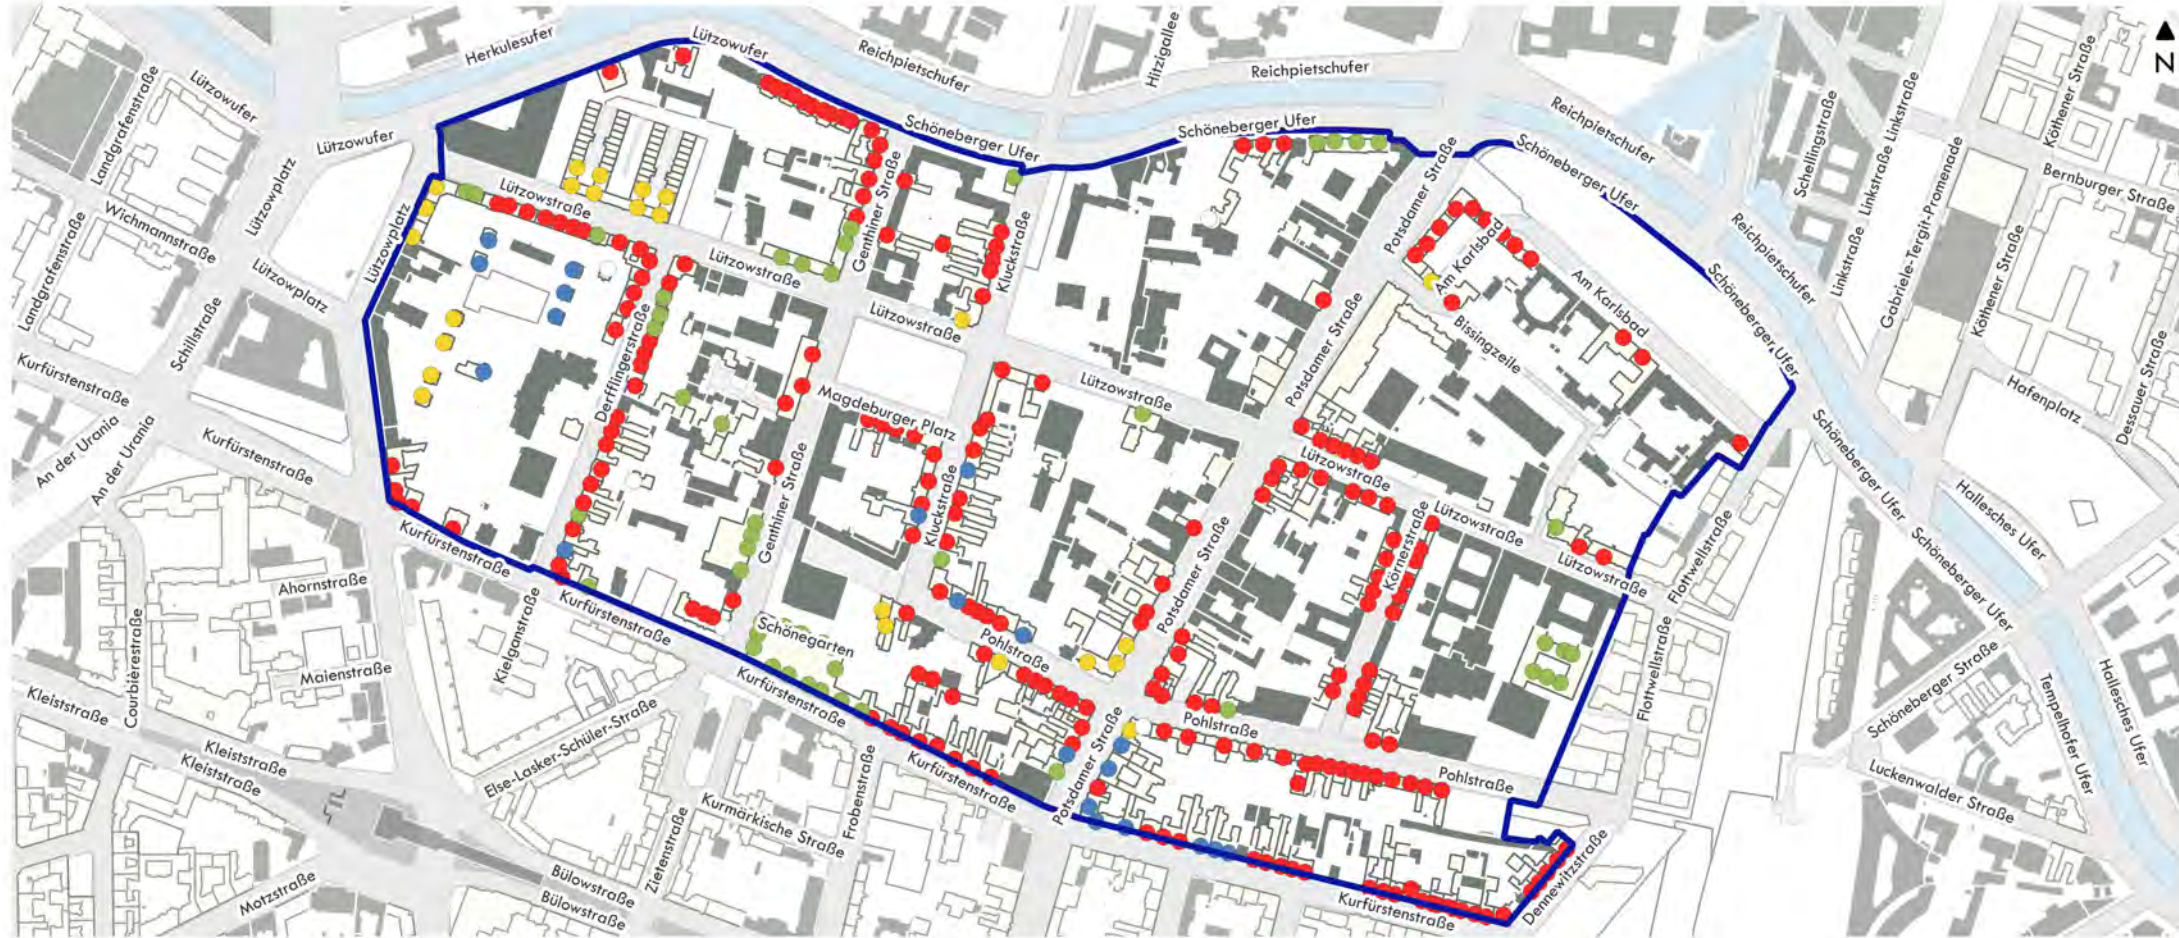 Herkulesufer
Lützowufer
Reichpietschufer
Hitzigallee
Reichpietschufer
N
Landgrafenstraße
Lützowufer
Lützowufer
Schöneberger Ufer
Schöneberger Ufer
Reichpietschufer
Schöneberger Ufer
Schellingstraße
Linkstraße
Köthener Straße
Bernburger Straße
Wichmannstraße
Landgrafenstraße
Lützowplatz
Lützowplatz
Lützowplatz
Lützowstraße
Genthiner Straße
Kluckstraße
Potsdamer Straße
Am Karlsbad
Am Karlsbad
Reichpietschufer
Linkstraße
Gabriele-Tergit-Promenade
Köthener Straße
Schillstraße
Lützowstraße
Lützowstraße
Potsdamer Straße
Bissingzeile
Schöneberger Ufer
Kurfürstenstraße
Derfflingerstraße
Magdeburger Platz
Lützowstraße
Hafenplatz
Dessauer Straße
An der Urania
An der Urania
Kurfürstenstraße
Genthiner Straße
Kluckstraße
Lützowstraße
Lützowstraße
Schöneberger Ufer
Schöneberger Ufer
Hallesches Ufer
Kurfürstenstraße
Potsdamer Straße
Körnerstraße
Lützowstraße
Flottwellstraße
Ahornstraße
Courbièrestraße
Maienstraße
Kielganstraße
Kurfürstenstraße
Schönegarten
Pohlstraße
Flottwellstraße
Schöneberger Straße
Tempelhofer Ufer
Hallesches Ufer
Kleiststraße
Kleiststraße
Kleiststraße
Else-Lasker-Schüler-Straße
Kurfürstenstraße
Pohlstraße
Potsdamer Straße
Pohlstraße
Luckenwalder Straße
Kurmärkische Straße
Frobenstraße
Kurfürstenstraße
Zietenstraße
Motzstraße
Bülowstraße
Bülowstraße
Kurfürstenstraße
Dennewitzstraße